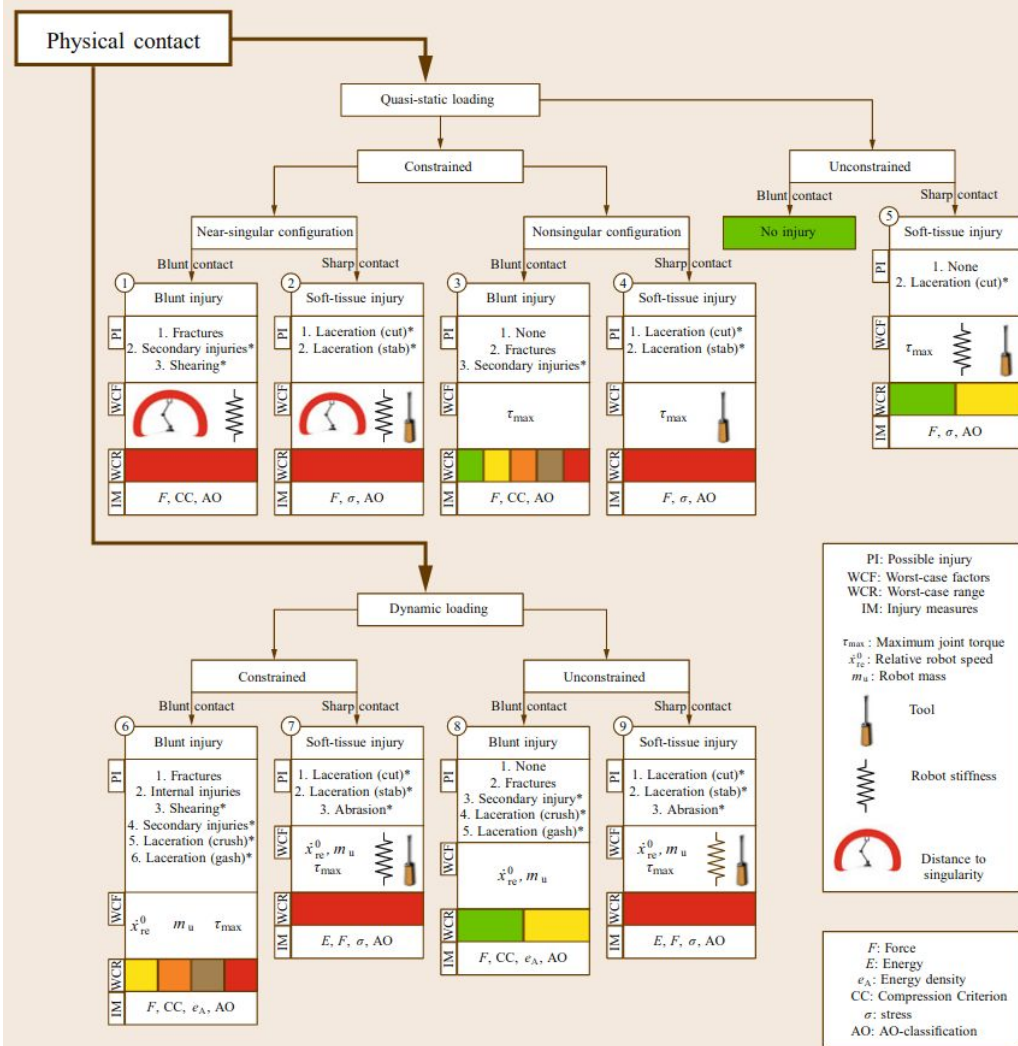 Physical contact
Quasi-static loading
Constrained
Unconstrained
Blunt contact
Sharp contact
No injury
Near-singular configuration
Nonsingular configuration
Blunt contact
Sharp contact
Blunt contact
Sharp contact
1
Blunt injury
PI
1. Fractures
2. Secondary injuries*
3. Shearing*
WCF
WCR
IM
F, CC, AO
2
Soft-tissue injury
PI
1. Laceration (cut)*
2. Laceration (stab)*
WCF
WCR
IM
F, σ, AO
3
Blunt injury
PI
1. None
2. Fractures
3. Secondary injuries*
WCF
τmax
WCR
IM
F, CC, AO
4
Soft-tissue injury
PI
1. Laceration (cut)*
2. Laceration (stab)*
WCF
τmax
WCR
IM
F, σ, AO
5
Soft-tissue injury
PI
1. None
2. Laceration (cut)*
WCF
τmax
WCR
IM
F, σ, AO
Dynamic loading
Constrained
Unconstrained
Blunt contact
Sharp contact
Blunt contact
Sharp contact
6
Blunt injury
PI
1. Fractures
2. Internal injuries
3. Shearing*
4. Secondary injuries*
5. Laceration (crush)*
6. Laceration (gash)*
WCF
ẋ⁰re mu τmax
WCR
IM
F, CC, eA, AO
7
Soft-tissue injury
PI
1. Laceration (cut)*
2. Laceration (stab)*
3. Abrasion*
WCF
ẋ⁰re, mu
τmax
WCR
IM
E, F, σ, AO
8
Blunt injury
PI
1. None
2. Fractures
3. Secondary injury*
4. Laceration (crush)*
5. Laceration (gash)*
WCF
ẋ⁰re, mu
WCR
IM
F, CC, eA, AO
9
Soft-tissue injury
PI
1. Laceration (cut)*
2. Laceration (stab)*
3. Abrasion*
WCF
ẋ⁰re, mu
τmax
WCR
IM
E, F, σ, AO
PI: Possible injury
WCF: Worst-case factors
WCR: Worst-case range
IM: Injury measures
τmax : Maximum joint torque
ẋ⁰re : Relative robot speed
mu : Robot mass
Tool
Robot stiffness
Distance to
singularity
F: Force
E: Energy
eA: Energy density
CC: Compression Criterion
σ: stress
AO: AO-classification